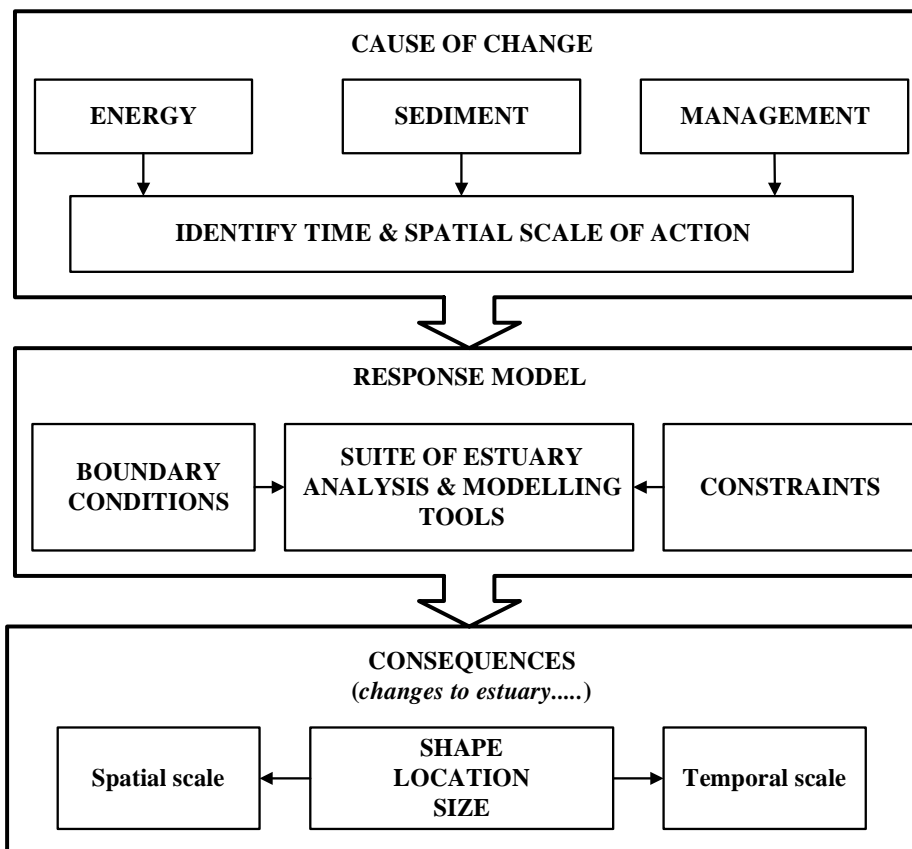 CAUSE OF CHANGE
ENERGY
SEDIMENT
MANAGEMENT
IDENTIFY TIME & SPATIAL SCALE OF ACTION
RESPONSE MODEL
BOUNDARY
CONDITIONS
SUITE OF ESTUARY
ANALYSIS & MODELLING
TOOLS
CONSTRAINTS
CONSEQUENCES
(changes to estuary.....)
Spatial scale
SHAPE
LOCATION
SIZE
Temporal scale